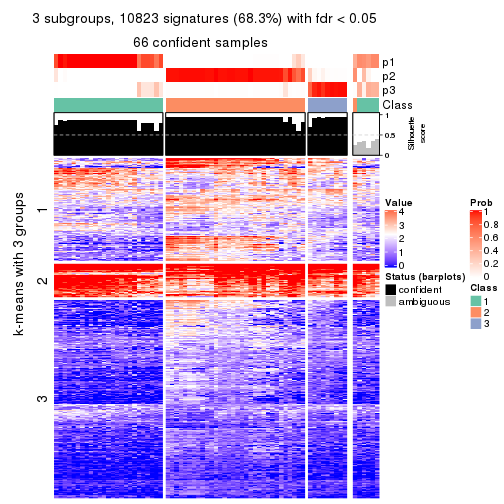 3 subgroups, 10823 signatures (68.3%) with fdr < 0.05
66 confident samples
p1
p2
p3
Class
1
0.5
0
Silhouette
score
k-means with 3 groups
1
2
3
Value
4
3
2
1
0
Status (barplots)
confident
ambiguous
Prob
1
0.8
0.6
0.4
0.2
0
Class
1
2
3